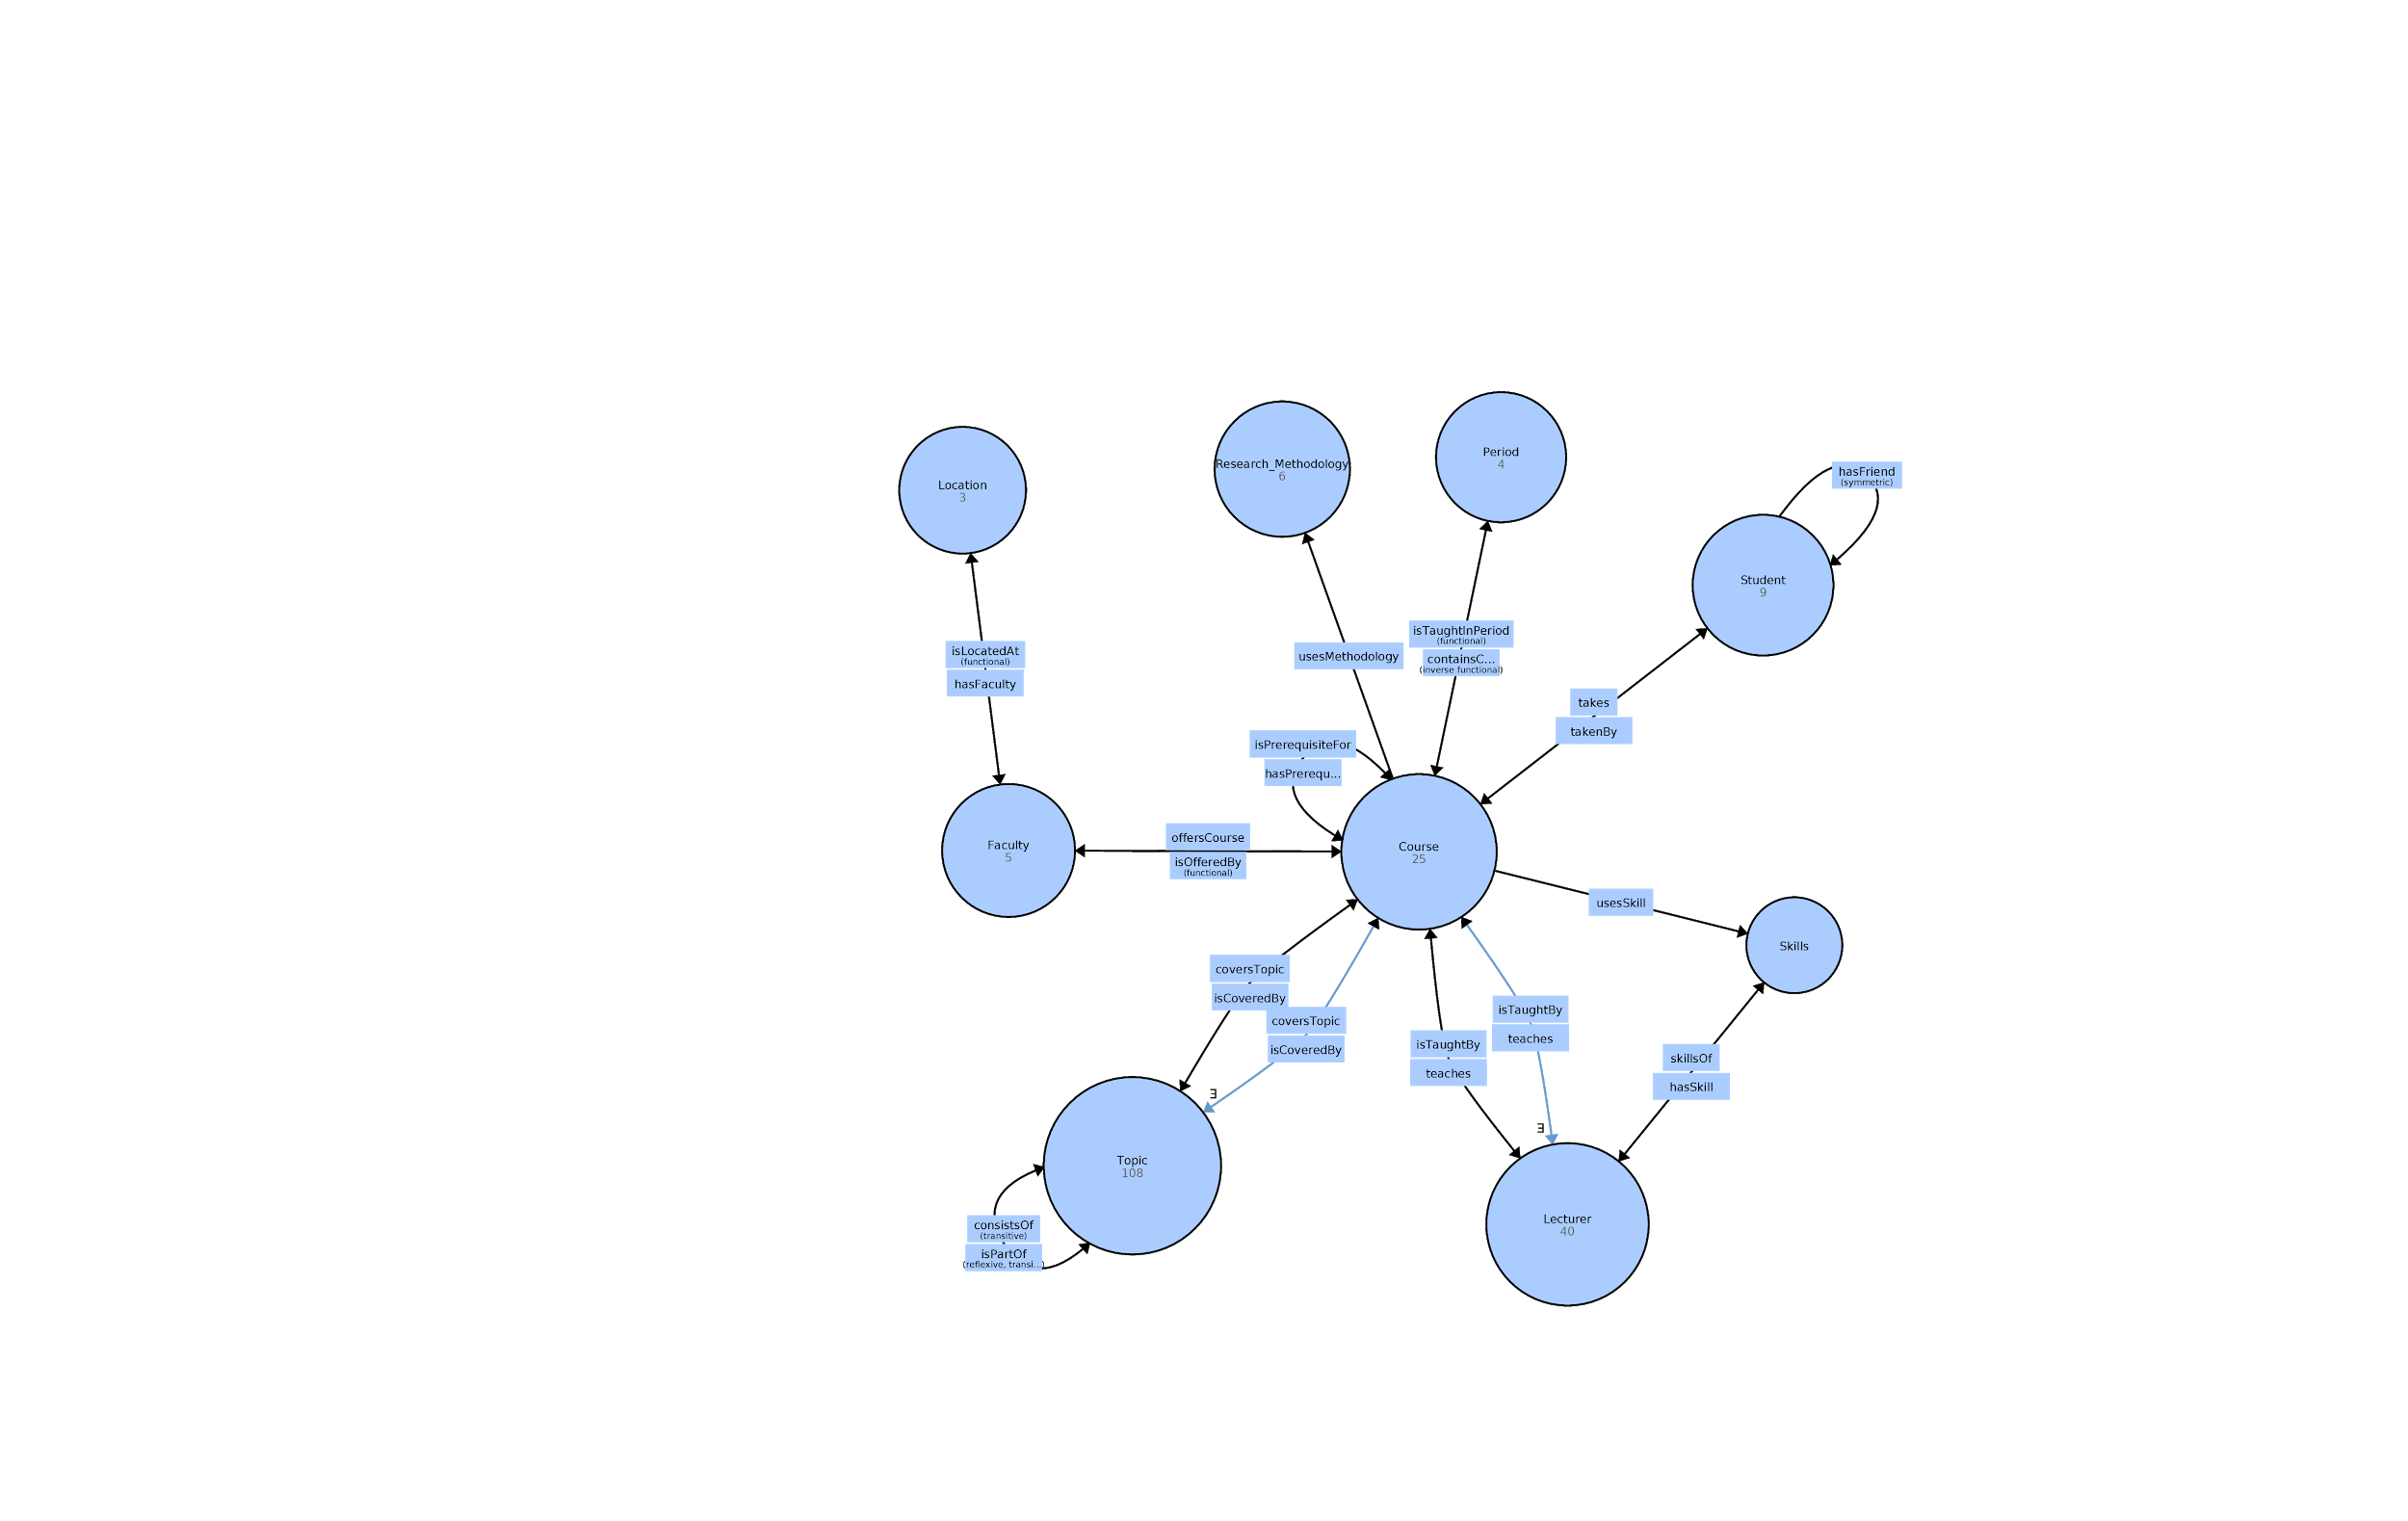 Period
4
Research_Methodology
6
hasFriend
(symmetric)
Location
3
Student
9
isTaughtInPeriod
(functional)
isLocatedAt
(functional)
usesMethodology
containsC...
(inverse functional)
hasFaculty
takes
takenBy
isPrerequisiteFor
hasPrerequ...
offersCourse
Faculty
5
Course
25
isOfferedBy
(functional)
usesSkill
Skills
coversTopic
isCoveredBy
isTaughtBy
coversTopic
teaches
isTaughtBy
isCoveredBy
skillsOf
teaches
hasSkill
∃
∃
Topic
108
Lecturer
40
consistsOf
(transitive)
isPartOf
(reflexive, transi...)